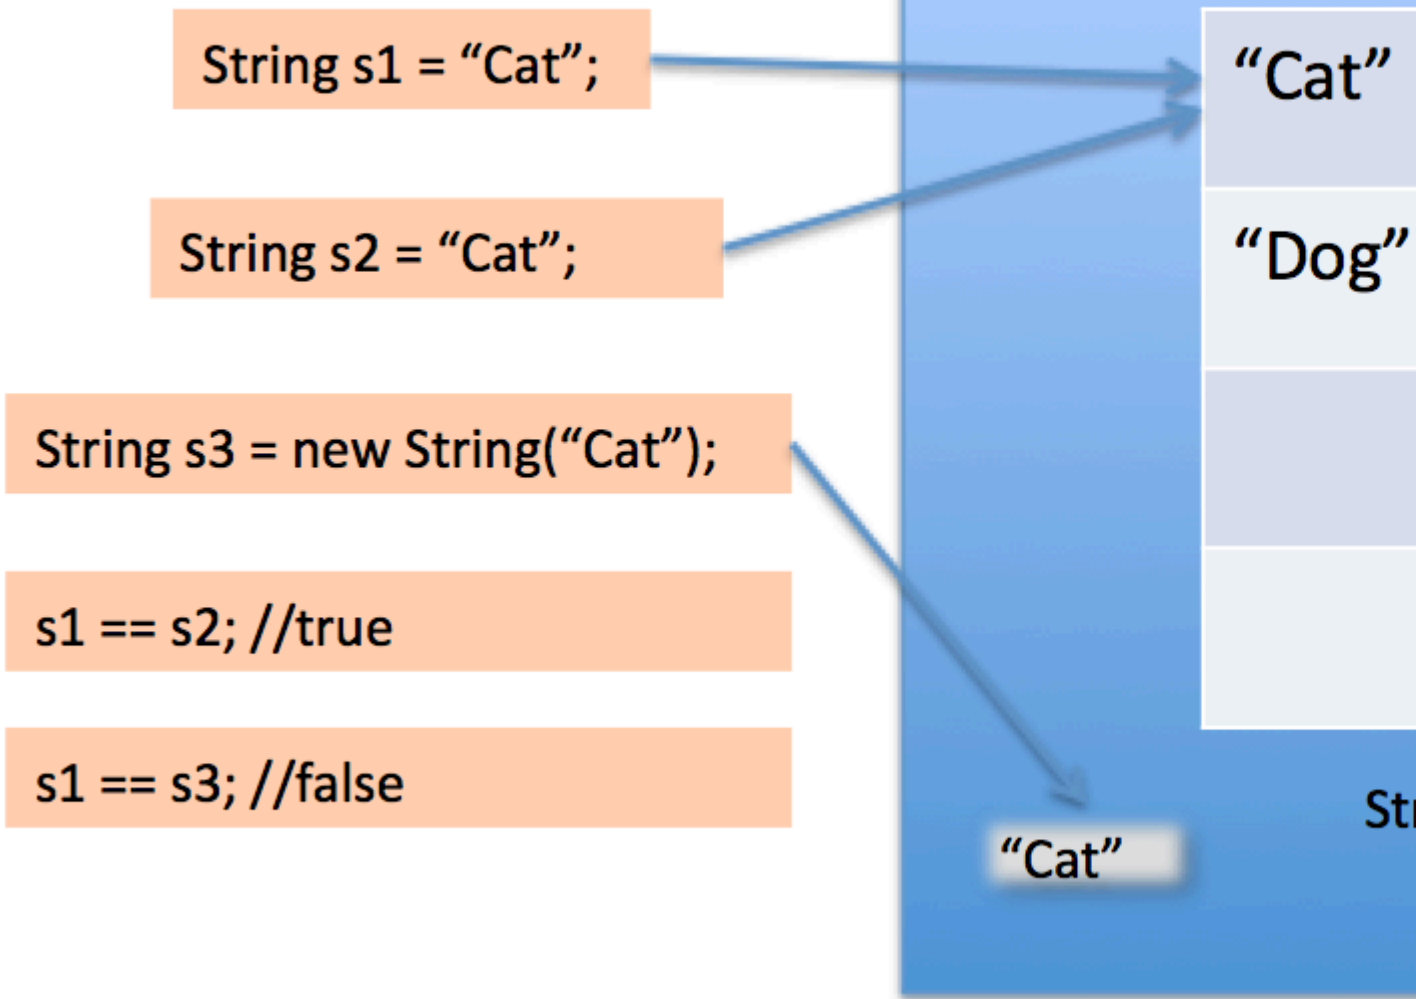 String s1 = “Cat”;
String s2 = “Cat”;
String s3 = new String(“Cat”);
s1 == s2; //true
s1 == s3; //false
“Cat”
“Dog”
“Cat”